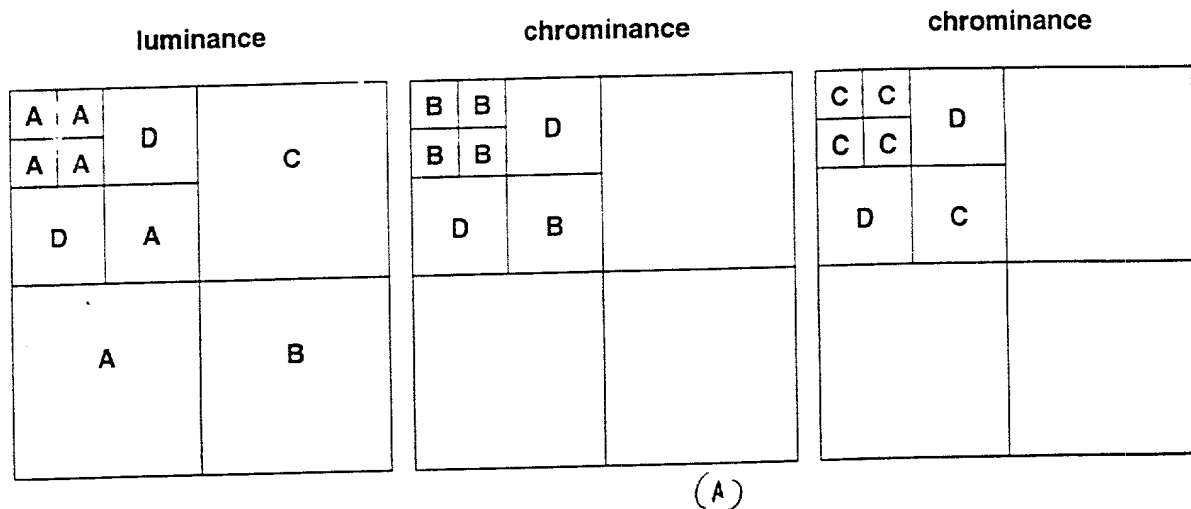 luminance chrominance chrominance
A A D C
A A
D A
A B
B B D
B B
D B
C C D
C C
D C
(A)